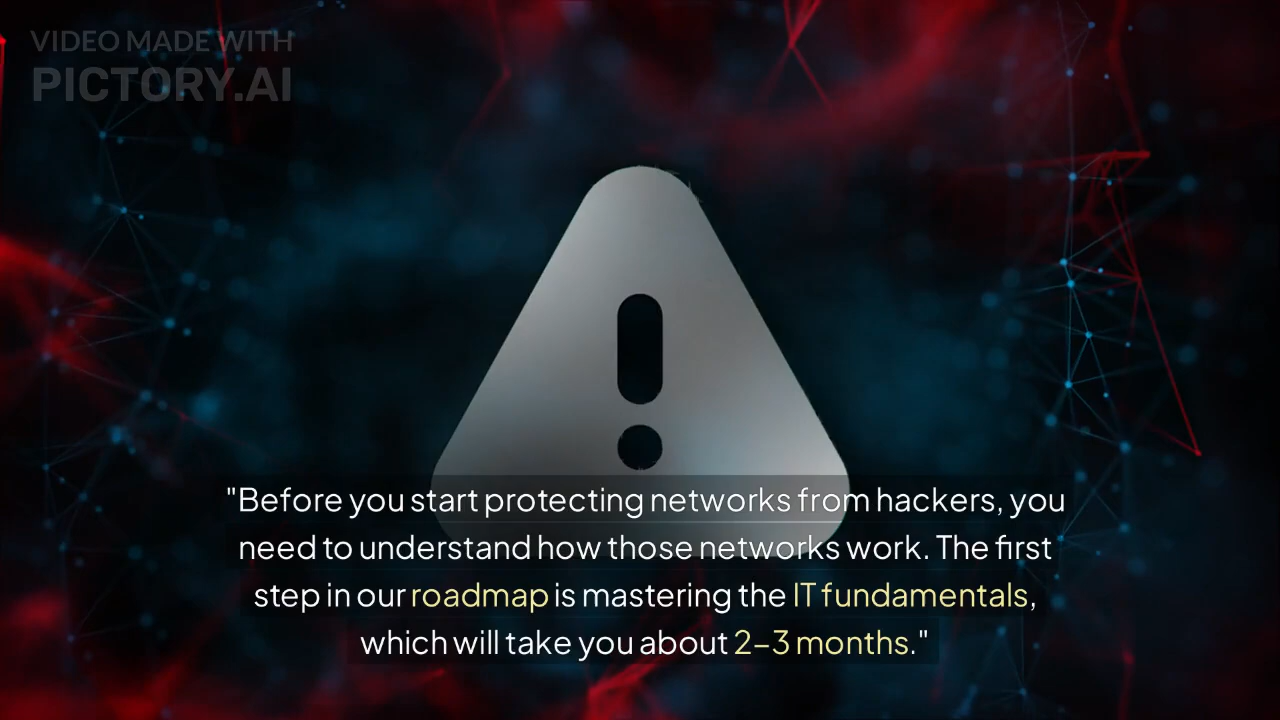 VIDEO MADE WITH
PICTORY.AI
"Before you start protecting networks from hackers, you
need to understand how those networks work. The first
step in our roadmap is mastering the IT fundamentals,
which will take you about 2–3 months."